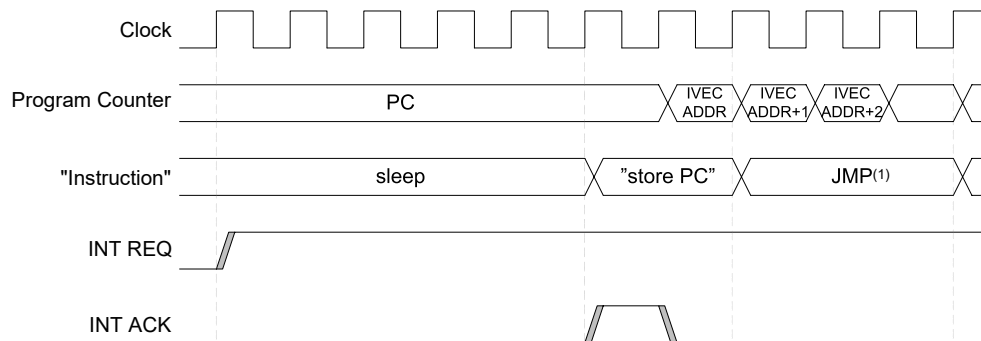 Clock
Program Counter
PC
IVEC
ADDR
IVEC
ADDR+1
IVEC
ADDR+2
"Instruction"
sleep
”store PC”
JMP(1)
INT REQ
INT ACK